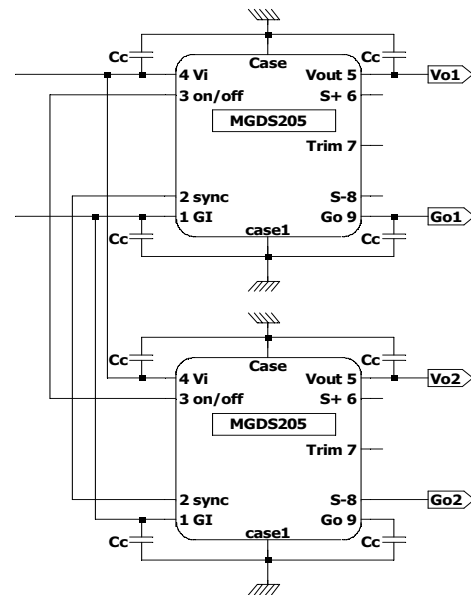 Cc Cc
Case
4 Vi Vout 5 Vo1
3 on/off S+ 6
MGDS205
Trim 7
2 sync S-8
1 GI Go 9 Go1
Cc case1 Cc
Cc Case Cc
4 Vi Vout 5 Vo2
3 on/off S+ 6
MGDS205
Trim 7
2 sync S-8 Go2
1 GI Go 9
Cc case1 Cc